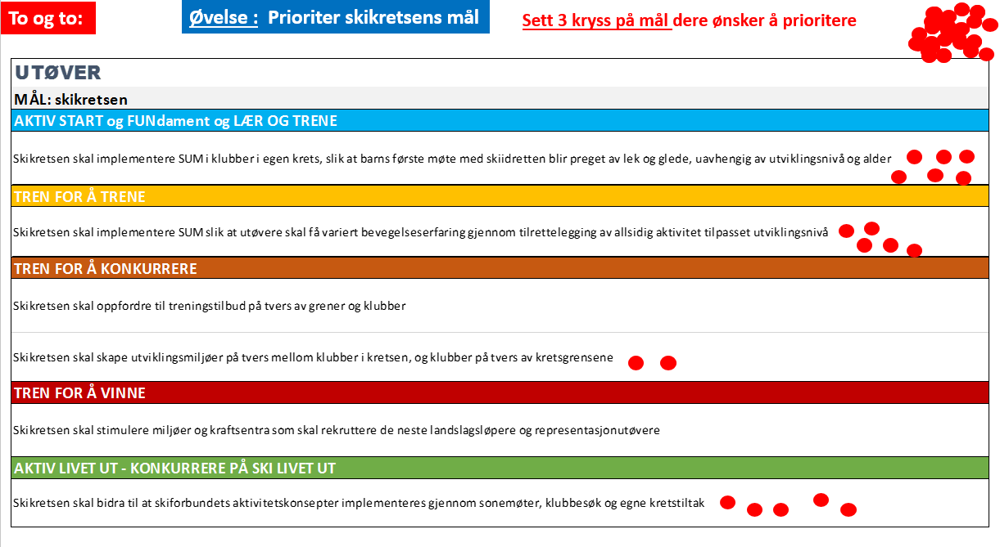 To og to:
Øvelse :  Prioriter skikretsens mål
Sett 3 kryss på mål dere ønsker å prioritere
UTØVER
MÅL: skikretsen
AKTIV START og FUNdament og LÆR OG TRENE
Skikretsen skal implementere SUM i klubber i egen krets, slik at barns første møte med skiidretten blir preget av lek og glede, uavhengig av utviklingsnivå og alder
TREN FOR Å TRENE
Skikretsen skal implementere SUM slik at utøvere skal få variert bevegelseserfaring gjennom tilrettelegging av allsidig aktivitet tilpasset utviklingsnivå
TREN FOR Å KONKURRERE
Skikretsen skal oppfordre til treningstilbud på tvers av grener og klubber
Skikretsen skal skape utviklingsmiljøer på tvers mellom klubber i kretsen, og klubber på tvers av kretsgrensene
TREN FOR Å VINNE
Skikretsen skal stimulere miljøer og kraftsentra som skal rekruttere de neste landslagsløpere og representasjonutøvere
AKTIV LIVET UT - KONKURRERE PÅ SKI LIVET UT
Skikretsen skal bidra til at skiforbundets aktivitetskonsepter implementeres gjennom sonemøter, klubbesøk og egne kretstiltak